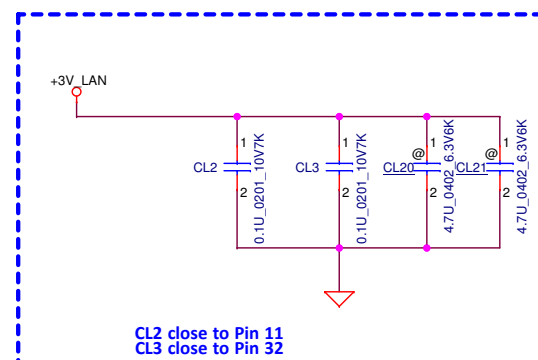 +3V_LAN
1
CL2
2
0.1U_0201_10V7K
1
CL3
2
0.1U_0201_10V7K
1
@
CL20
2
4.7U_0402_6.3V6K
1
@
CL21
2
4.7U_0402_6.3V6K
CL2 close to Pin 11
CL3 close to Pin 32